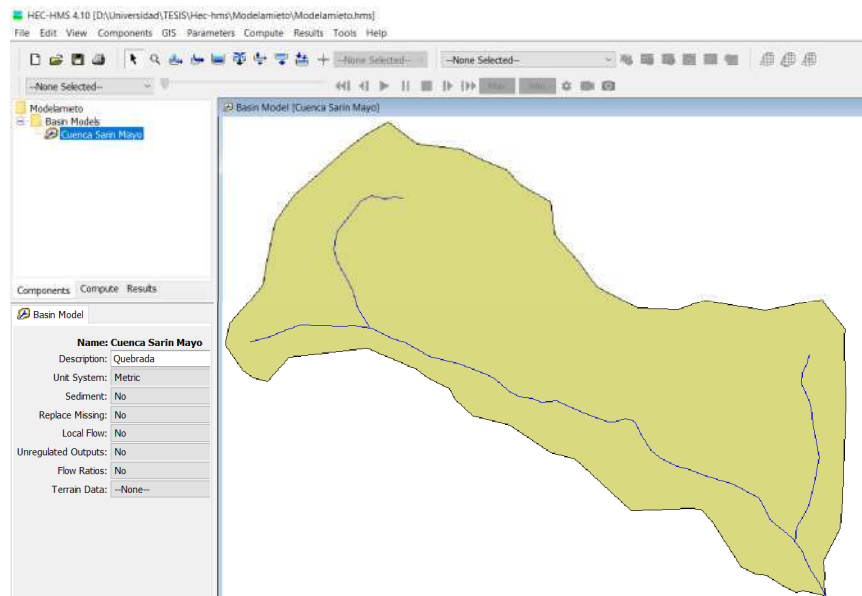 HEC-HMS 4.10 [D:\Universidad\TESIS\Hec-hms\Modelamieto\Modelamieto.hms]
File Edit View Components GIS Parameters Compute Results Tools Help
--None Selected-- --None Selected--
--None Selected--
Modelameto
Basin Models
Cuenca Sarin Mayo
Components Compute Results
Basin Model [Cuenca Sarin Mayo]
Basin Model
Name: Cuenca Sarin Mayo
Description: Quebrada
Unit System: Metric
Sediment: No
Replace Missing: No
Local Flow: No
Unregulated Outputs: No
Flow Ratios: No
Terrain Data: --None--